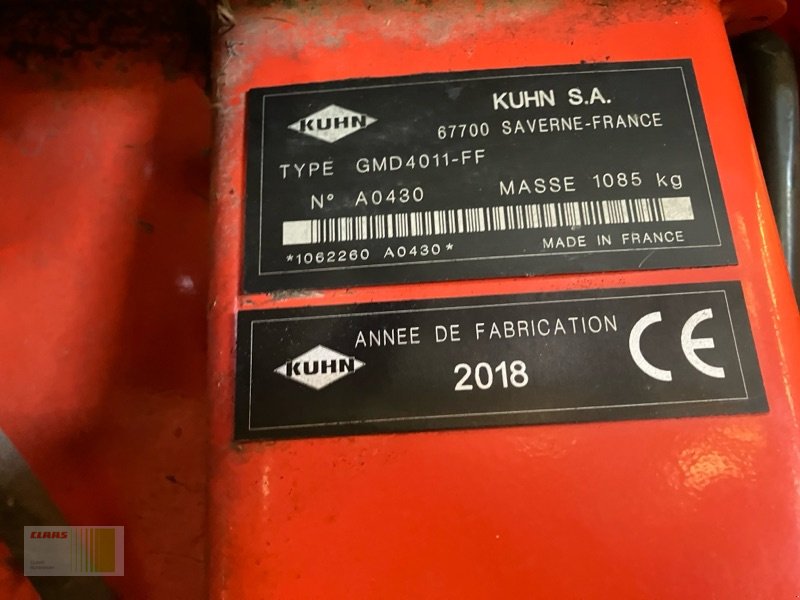 KUHN
KUHN S.A.
67700 SAVERNE-FRANCE
TYPE GMD4011-FF
N° A0430 MASSE 1085 kg
*1062260 A0430* MADE IN FRANCE
KUHN
ANNEE DE FABRICATION
2018
CE
CLAAS